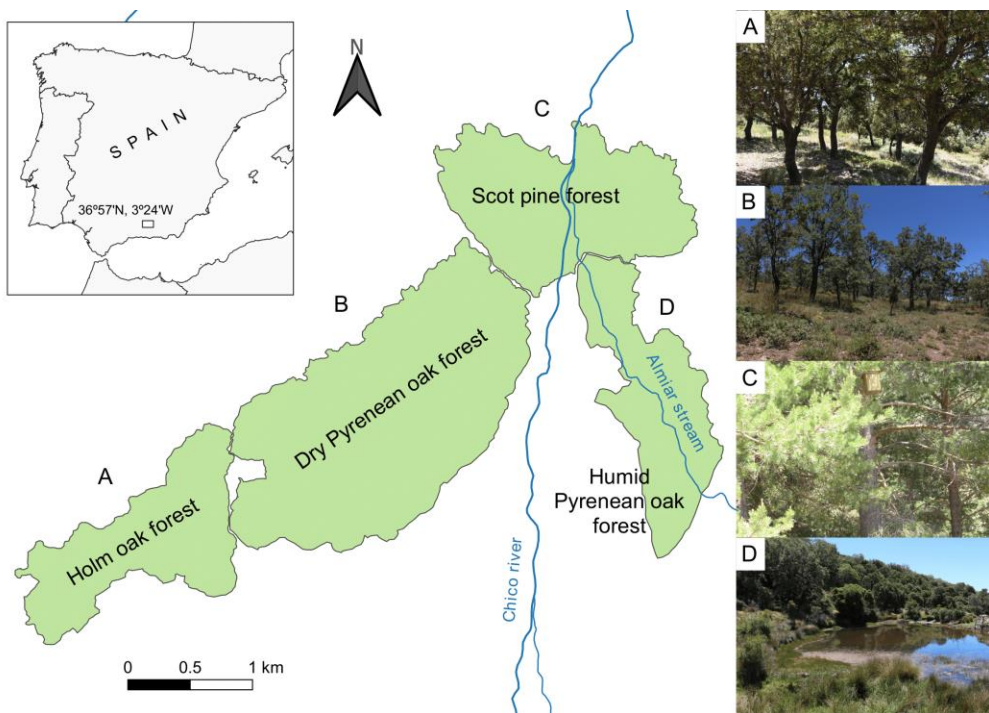 SPAIN
36º57'N, 3º24'W
N
C
Scot pine forest
B
Dry Pyrenean oak forest
D
Almiar stream
A
Holm oak forest
Humid
Pyrenean oak
forest
Chico river
0 0.5 1 km
A
B
C
D